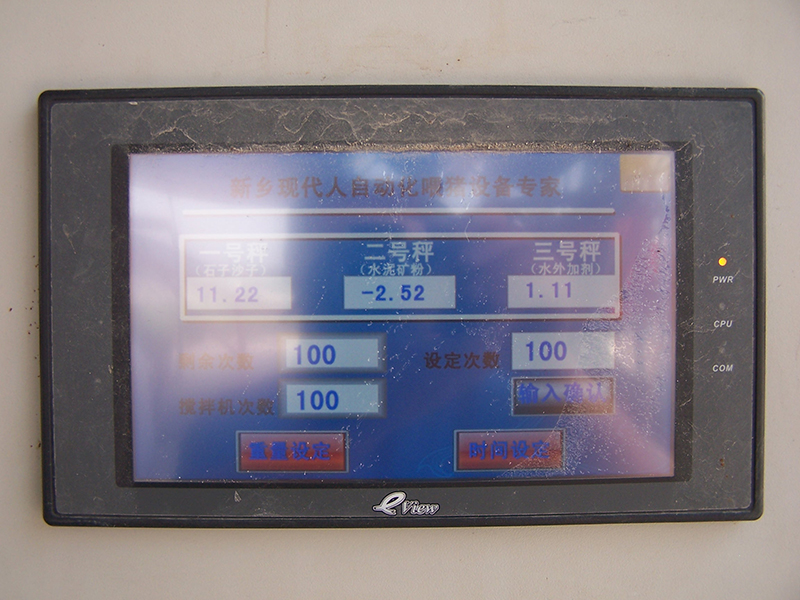 新乡现代人自动化喷浆设备专家
一号秤 二号秤 三号秤
（石子沙子） （水浇矿粉） （水外加剂）
11.22 -2.52 1.11
剩余次数 100 设定次数 100
搅拌机次数 100 输入确认
重量设定 时间设定
PWR
CPU
COM
eView